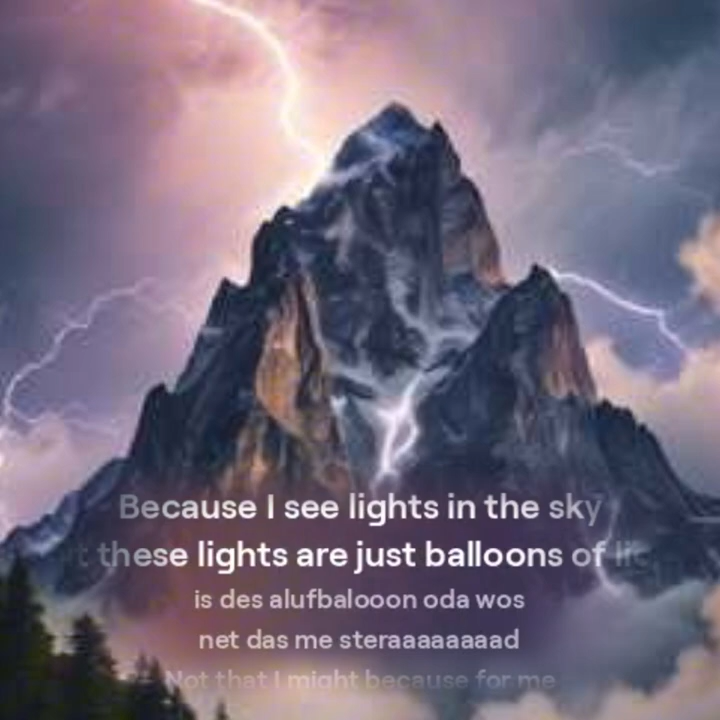 Because I see lights in the sky
these lights are just balloons of
is des alufbalooon oda wos
net das me steraaaaaaaad
Not that I might because for me